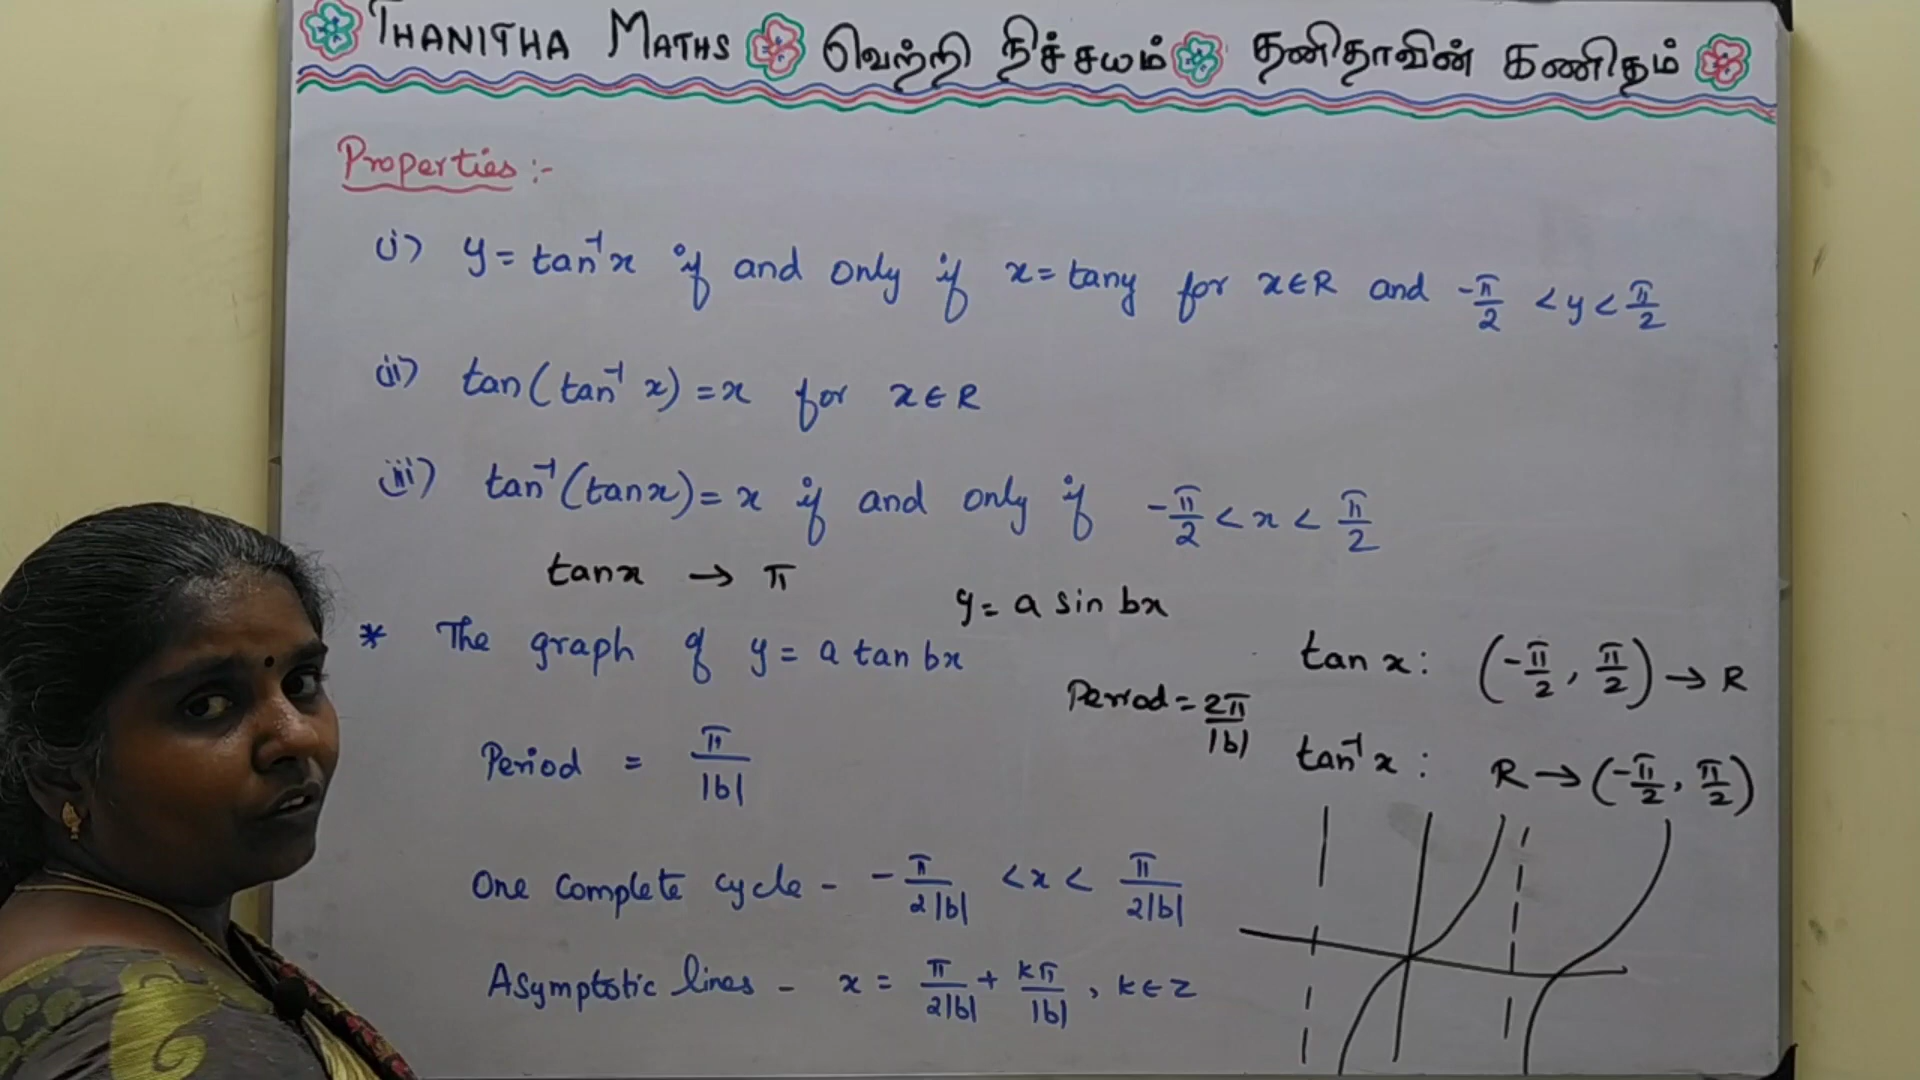 THANITHA MATHS வெற்றி நிச்சயம் தனிதாவின் கணிதம்
Properties:-
(i) y = tan⁻¹x if and only if x = tany for x∈R and -π/2 < y < π/2
(ii) tan(tan⁻¹ x) = x for x∈R
(iii) tan⁻¹(tanx) = x if and only if -π/2 < x < π/2
tanx → π
y = a sin bx
* The graph of y = a tan bx
Period = 2π/|b|
tan x : (-π/2, π/2) → R
Period = π/|b|
tan⁻¹x : R → (-π/2, π/2)
One complete cycle - -π/2|b| < x < π/2|b|
Asymptotic lines - x = π/2|b| + kπ/|b|, k∈Z